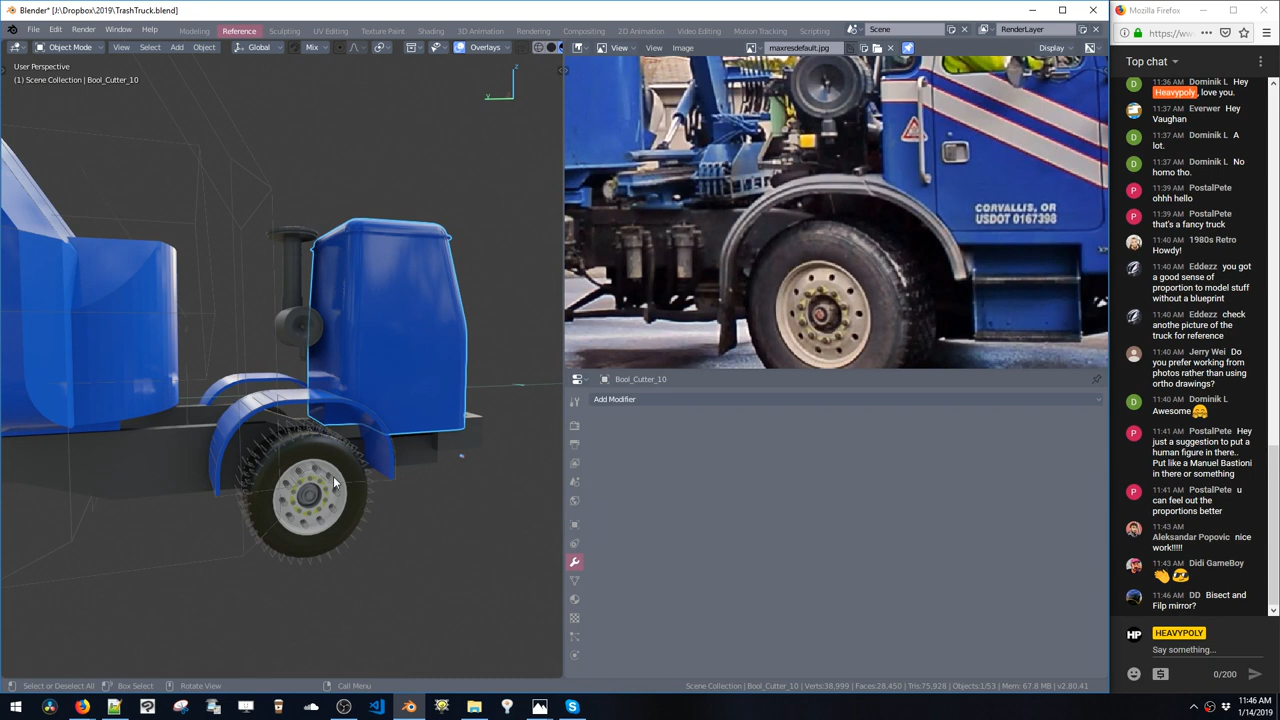 Blender* [J:\Dropbox\2019\TrashTruck.blend]
File Edit Render Window Help
Modeling Reference Sculpting UV Editing Texture Paint Shading Rendering Compositing 2D Animation Motion Tracking Video Editing Scripting
Scene
RenderLayer
Object Mode View Select Add Object Global Mix Overlays
User Perspective
(1) Scene Collection | Bool_Cutter_10
z
Y
View View Image maxresdefault.jpg Display
CORVALLIS, OR
USDOT 0167398
Bool_Cutter_10
Add Modifier
Select or Deselect All Box Select Rotate View Call Menu
Scene Collection | Bool_Cutter_10 | Verts:38,999 | Faces:28,450 | Tris:75,928 | Objects:1/53 | Mem: 67.8 MB | v2.80.41
Mozilla Firefox
https://ww
Top chat
D 11:36 AM Dominik L Hey
Heavypoly, love you.
11:37 AM Everwer Hey
Vaughan
D 11:37 AM Dominik L A
lot.
D 11:37 AM Dominik L No
homo tho.
P 11:39 AM PostalPete
ohhh hello
P 11:39 AM PostalPete
that's a fancy truck
11:40 AM 1980s Retro
Howdy!
11:40 AM Eddezz you got
a good sense of
proportion to model stuff
without a blueprint
11:40 AM Eddezz check
anothe picture of the
truck for reference
11:40 AM Jerry Wei Do
you prefer working from
photos rather than using
ortho drawings?
D 11:40 AM Dominik L
Awesome
P 11:41 AM PostalPete Hey
just a suggestion to put a
human figure in there..
Put like a Manuel Bastioni
in there or something
P 11:41 AM PostalPete u
can feel out the
proportions better
11:43 AM
Aleksandar Popovic nice
work!!!!!
11:43 AM Didi GameBoy
11:46 AM DD Bisect and
Filp mirror?
HP HEAVYPOLY
Say something...
0/200
11:46 AM
1/14/2019